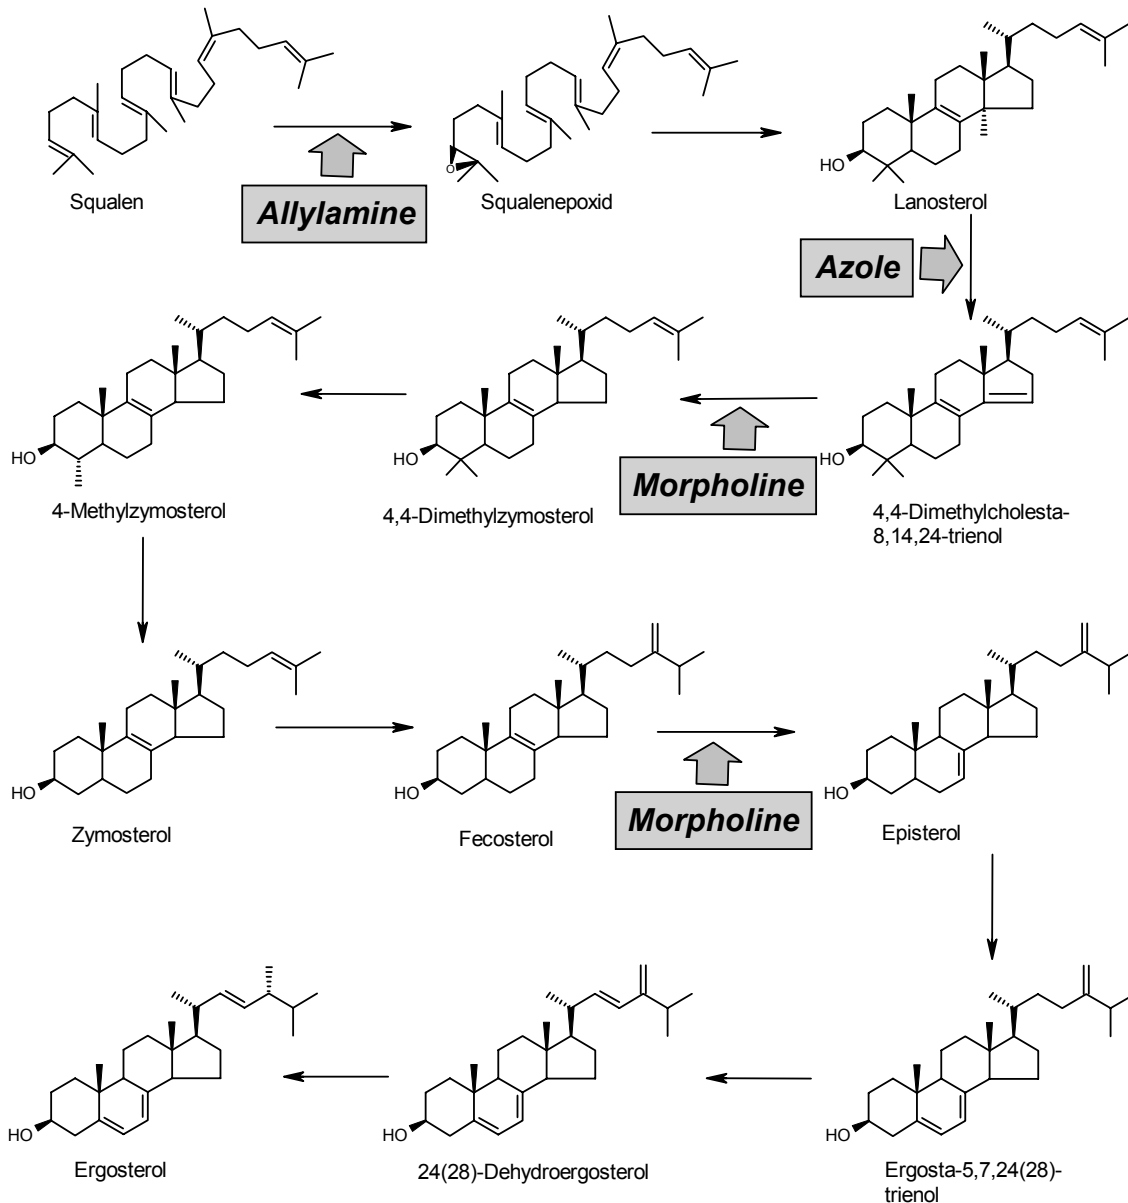 O
Squalen
Allylamine
Squalenepoxid
HO
Lanosterol
Azole
HO
4-Methylzymosterol
HO
4,4-Dimethylzymosterol
Morpholine
HO
4,4-Dimethylcholesta-
8,14,24-trienol
HO
Zymosterol
HO
Fecosterol
Morpholine
HO
Episterol
HO
Ergosterol
HO
24(28)-Dehydroergosterol
HO
Ergosta-5,7,24(28)-
trienol